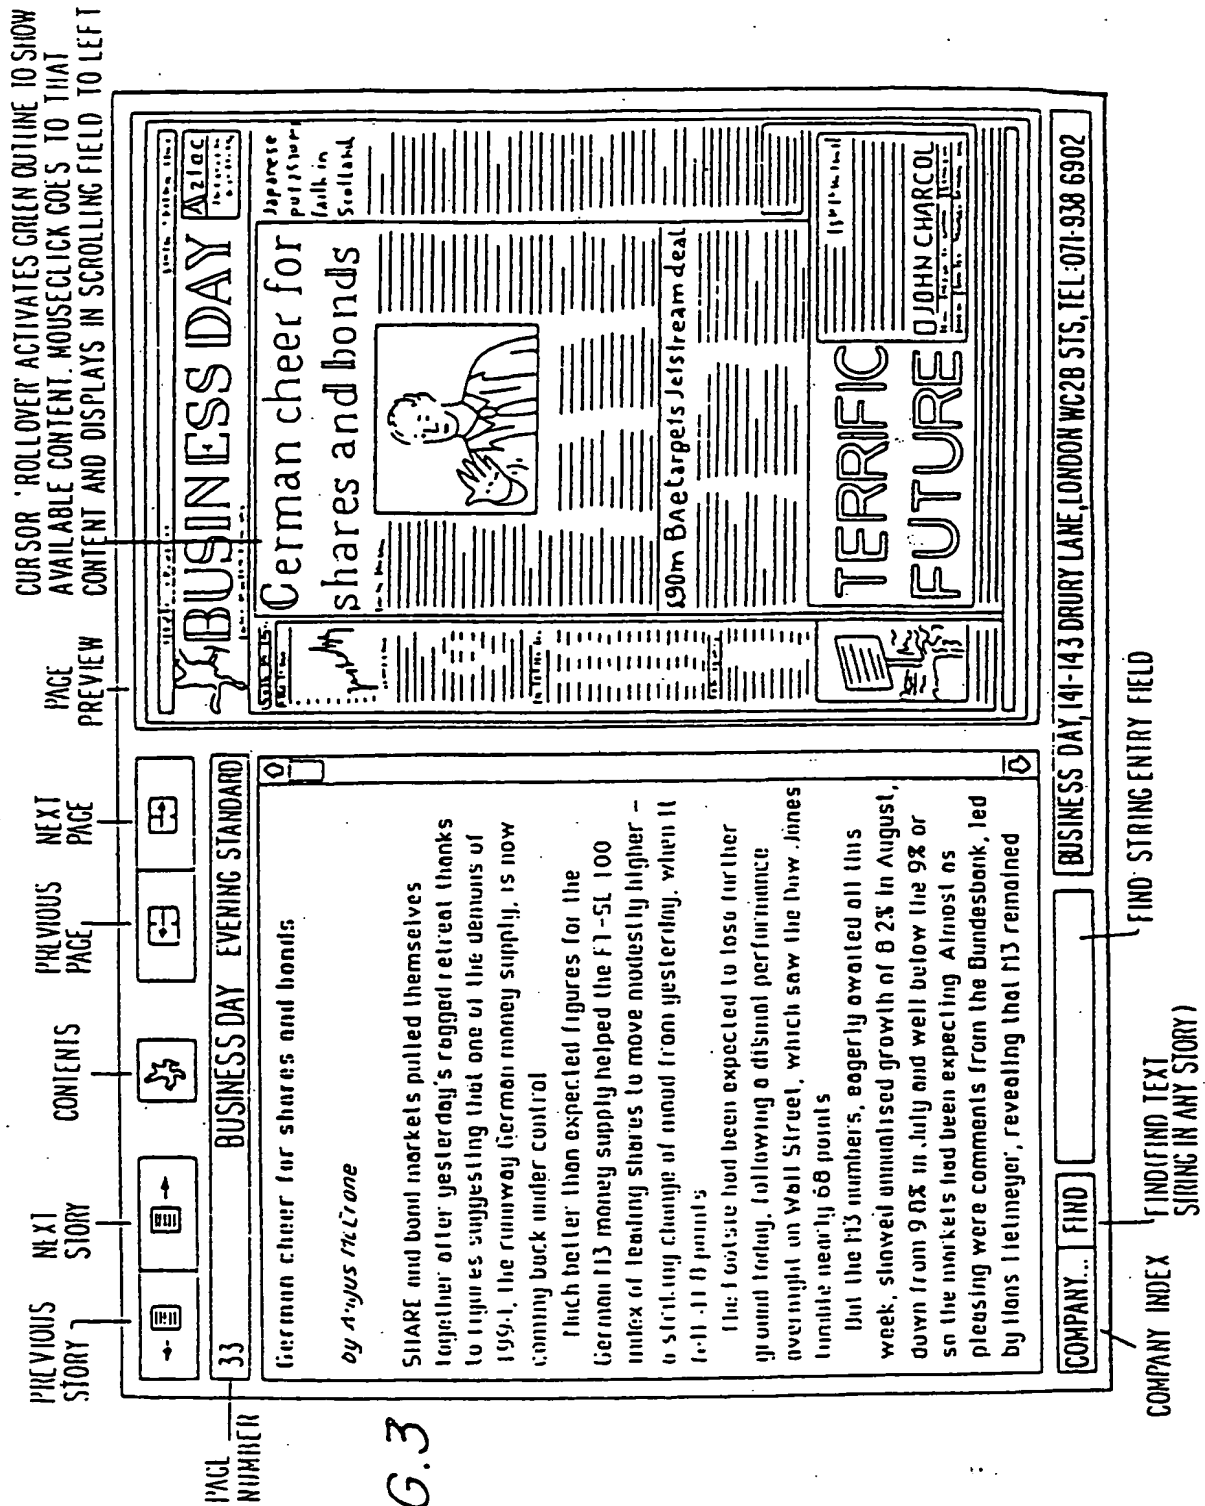 CURSOR 'ROLLOVER' ACTIVATES GREEN OUTLINE TO SHOW
AVAILABLE CONTENT. MOUSECLICK GOES TO THAT
CONTENT AND DISPLAYS IN SCROLLING FIELD TO LEFT
PREVIOUS
STORY
NEXT
STORY
CONTENTS
PREVIOUS
PAGE
NEXT
PAGE
PAGE
PREVIEW
PAGE
NUMBER
33
BUSINESS DAY EVENING STANDARD
German cheer for shares and bonds
by Angus McCrone
SHARE and bond markets pulled themselves
together after yesterday's ragged retreat thanks
to figures suggesting that one of the demons of
1991, the runaway German money supply, is now
coming back under control
Much better than expected figures for the
German M3 money supply helped the FT-SE 100
index of leading shares to move modestly higher –
a striking change of mood from yesterday, when it
fell points
The Footsie had been expected to lose further
ground today, following a dismal performance
overnight on Wall Street, which saw the Dow Jones
tumble nearly 68 points
But the M3 numbers, eagerly awaited all this
week, showed annualised growth of 8 2% in August,
down from 9 0% in July and well below the 9% or
so the markets had been expecting Almost as
pleasing were comments from the Bundesbank, led
by Hans Tietmeyer, revealing that M3 remained
BUSINESS DAY
Aztec
German cheer for
shares and bonds
Japanese
put
faith in
Scotland
£90m BAe targets Jetstream deal
TERRIFIC
FUTURE
JOHN CHARCOL
COMPANY...
FIND
BUSINESS DAY, 141-143 DRURY LANE, LONDON WC2B 5TS, TEL:071-938 6902
COMPANY INDEX
FIND(FIND TEXT
STRING IN ANY STORY)
FIND STRING ENTRY FIELD
G.3